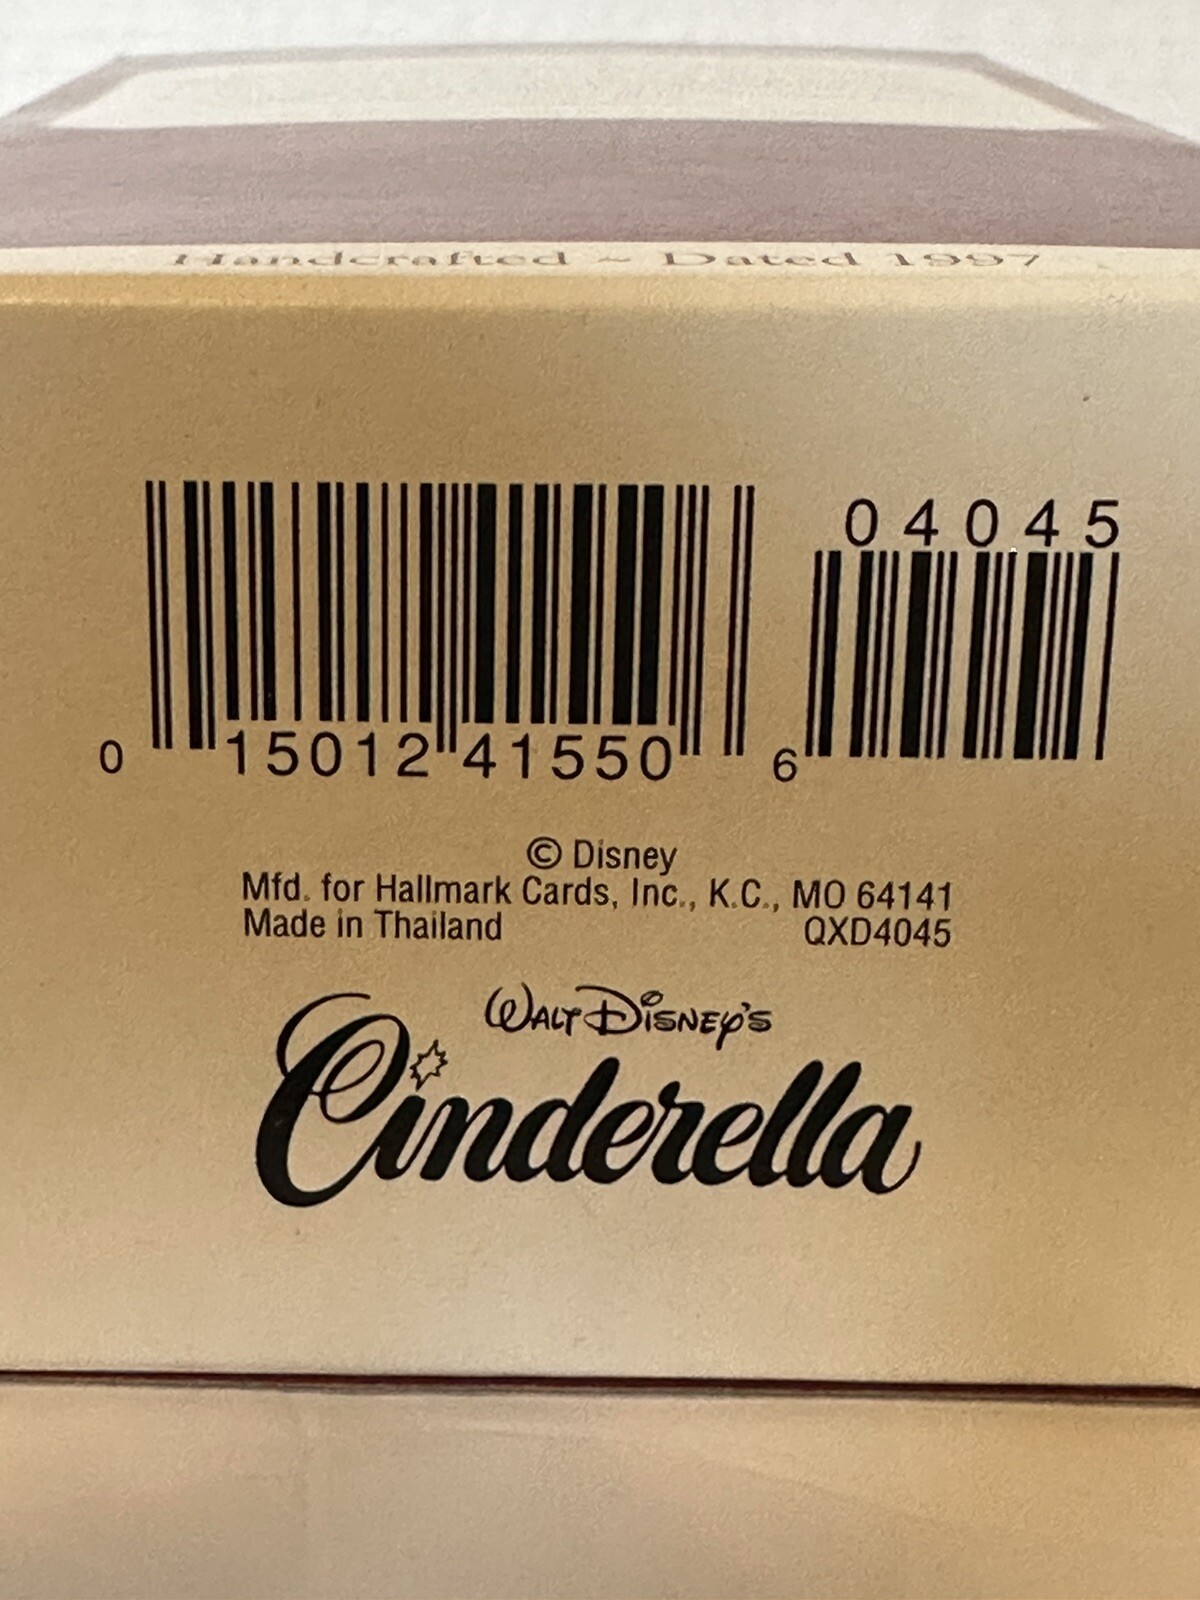 Handcrafted ~ Dated 1997
04045
0 15012 41550 6
© Disney
Mfd. for Hallmark Cards, Inc., K.C., MO 64141
Made in Thailand QXD4045
Walt Disney's
Cinderella